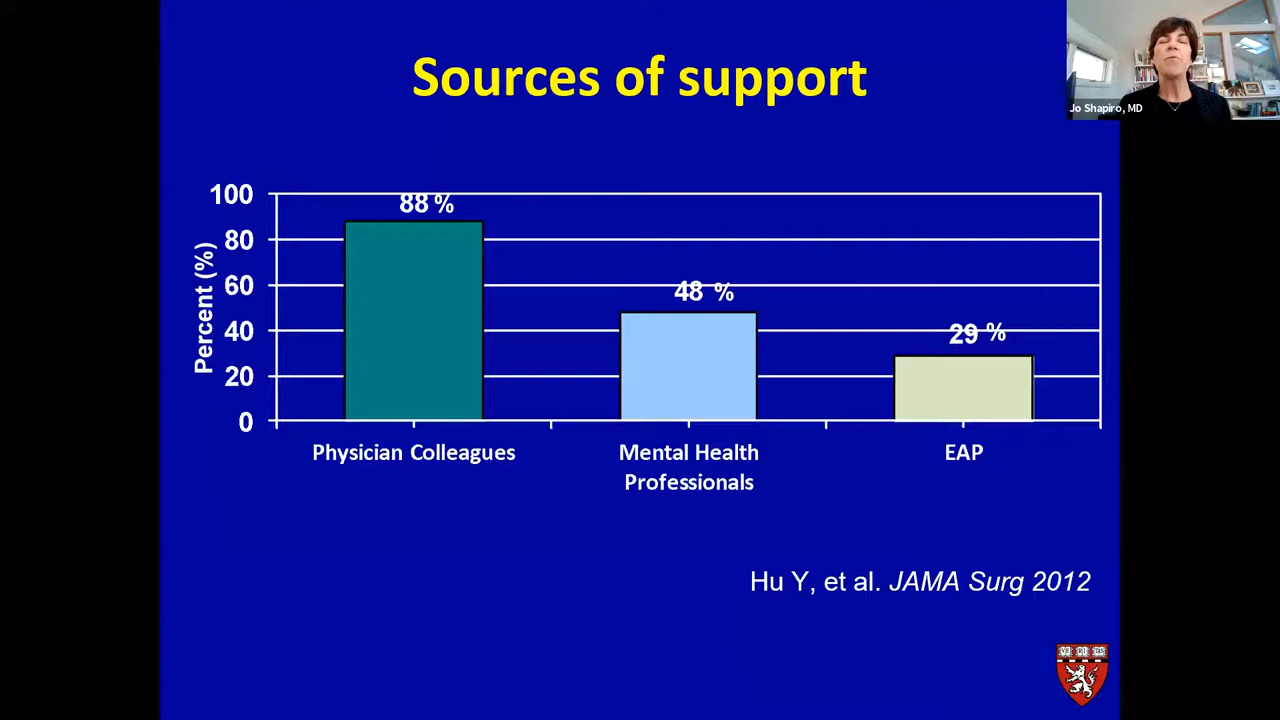 Sources of support
Jo Shapiro, MD
100
80
60
40
20
0
Percent (%)
88 %
48 %
29 %
Physician Colleagues
Mental Health
Professionals
EAP
Hu Y, et al. JAMA Surg 2012